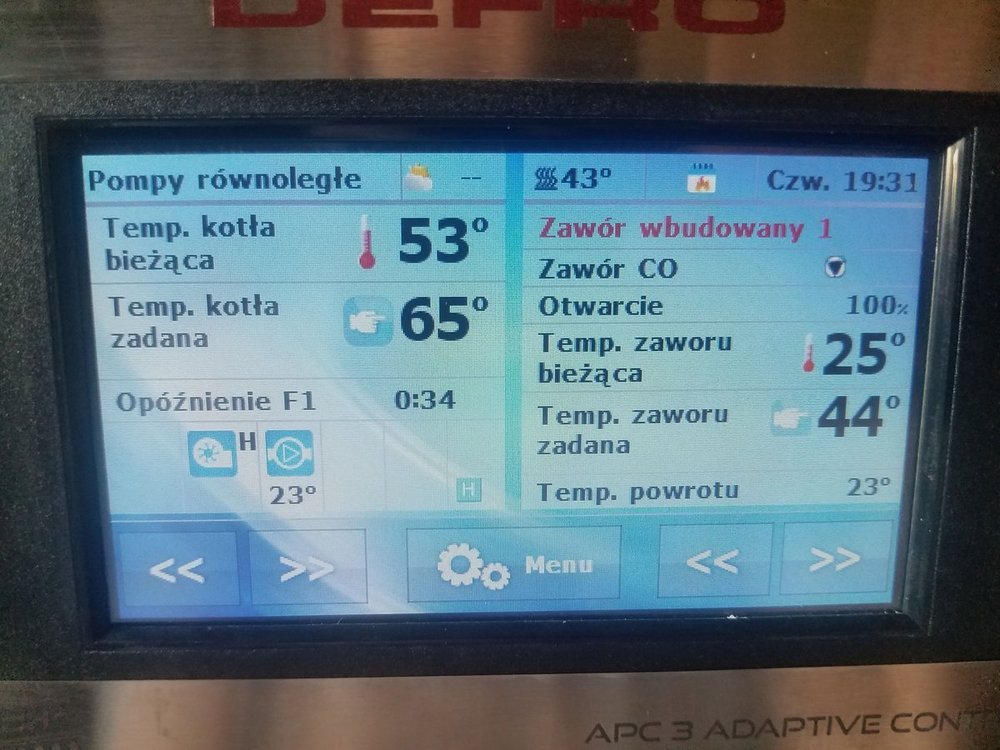 DEFRO
Pompy równoległe --
Temp. kotła
bieżąca 53°
Temp. kotła
zadana 65°
Opóźnienie F1 0:34
H
23°
H
43° Czw. 19:31
Zawór wbudowany 1
Zawór CO
Otwarcie 100%
Temp. zaworu
bieżąca 25°
Temp. zaworu
zadana 44°
Temp. powrotu 23°
<< >> Menu << >>
APC 3 ADAPTIVE CONT